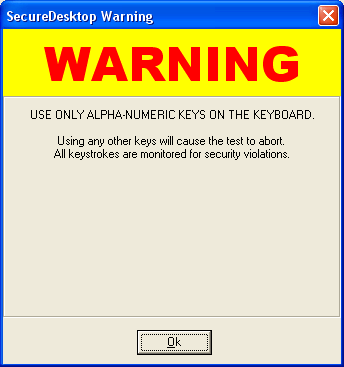 SecureDesktop Warning
WARNING
USE ONLY ALPHA-NUMERIC KEYS ON THE KEYBOARD.
Using any other keys will cause the test to abort.
All keystrokes are monitored for security violations.
Ok